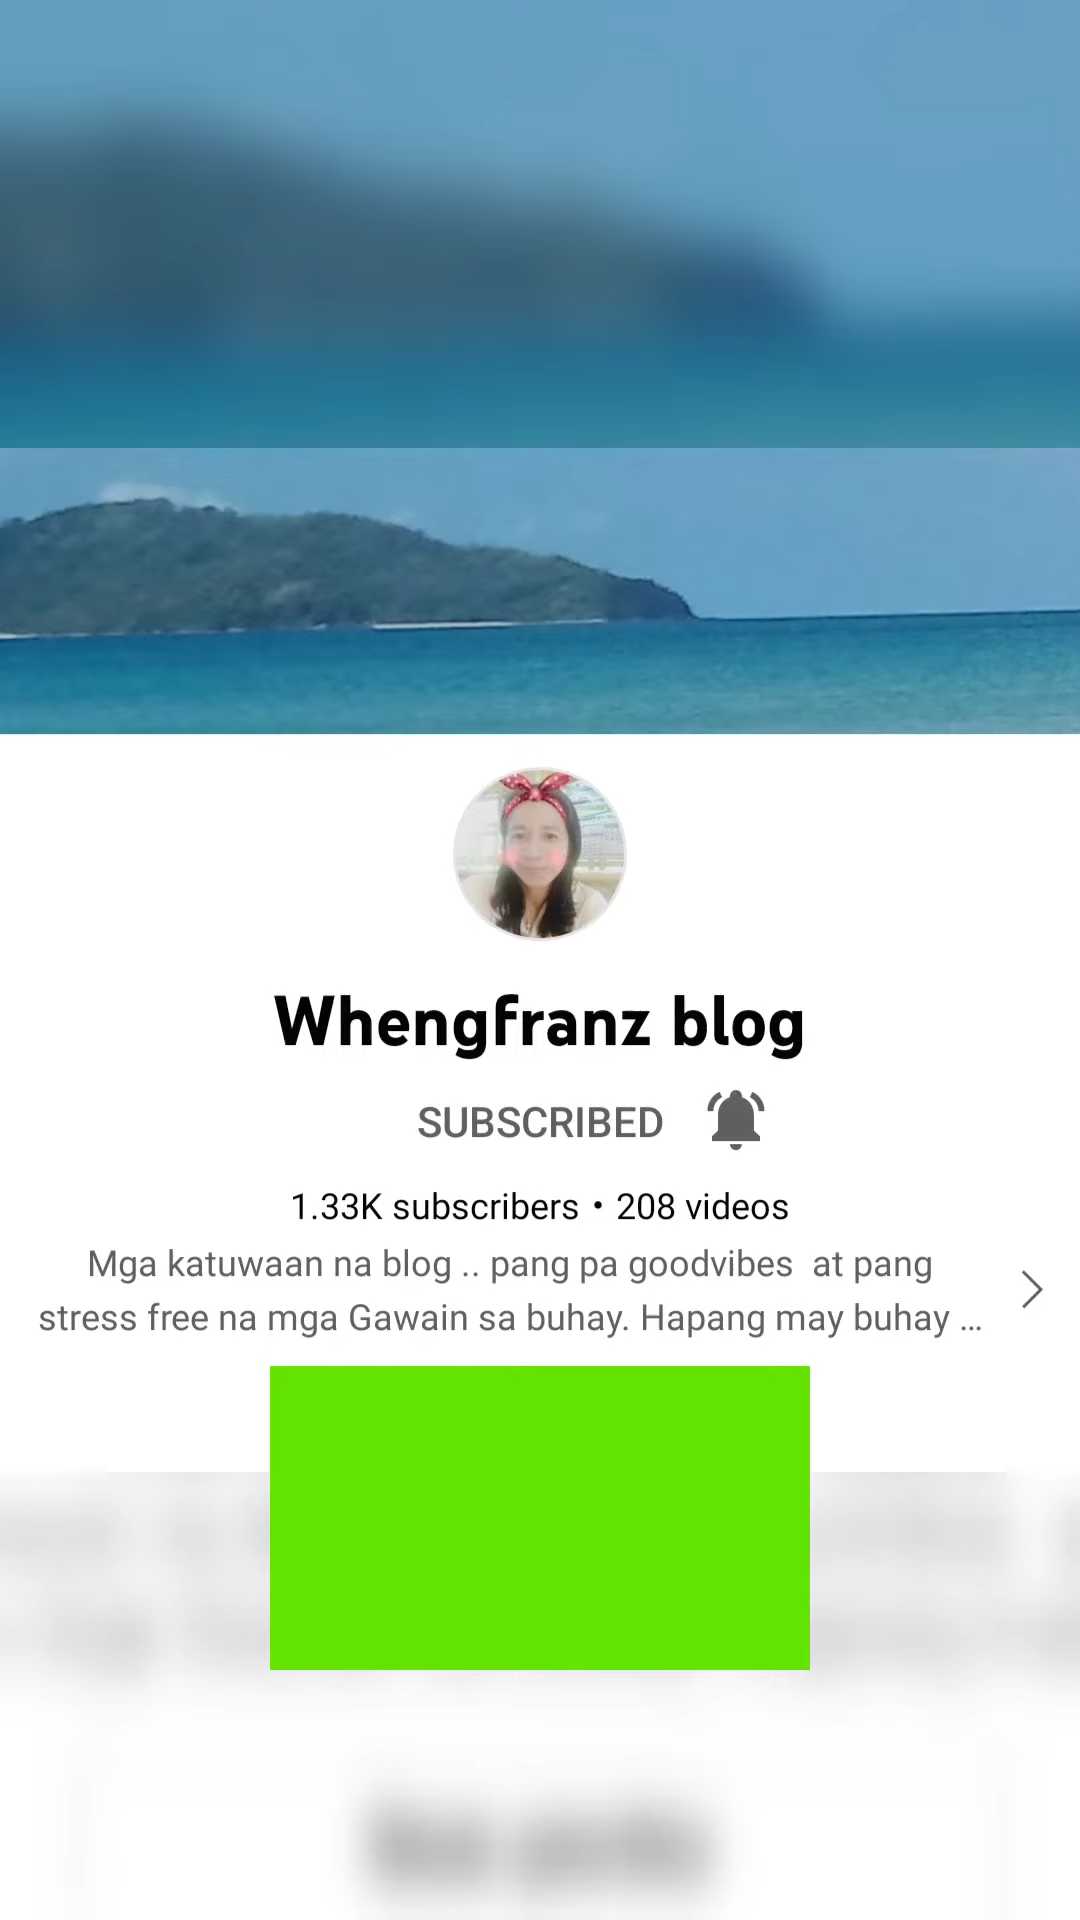 Whengfranz blog
SUBSCRIBED
1.33K subscribers • 208 videos
Mga katuwaan na blog .. pang pa goodvibes  at pang
stress free na mga Gawain sa buhay. Hapang may buhay ...